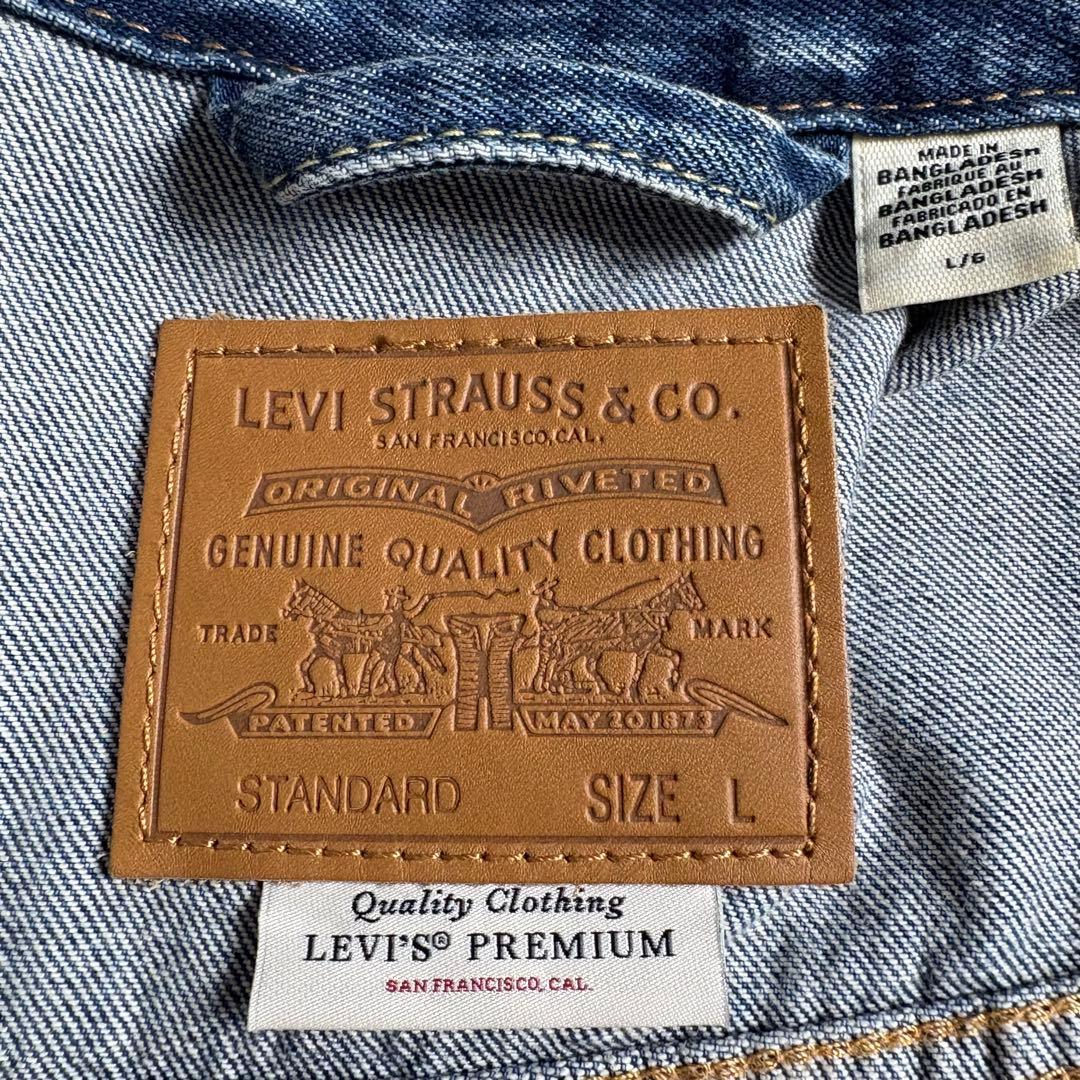 MADE IN
BANGLADESH
FABRIQUE AU
BANGLADESH
FABRICADO EN
BANGLADESH
L/G
LEVI STRAUSS & CO.
SAN FRANCISCO, CAL.
ORIGINAL RIVETED
GENUINE QUALITY CLOTHING
TRADE MARK
PATENTED MAY 20 1873
STANDARD SIZE L
Quality Clothing
LEVI'S® PREMIUM
SAN FRANCISCO, CAL.